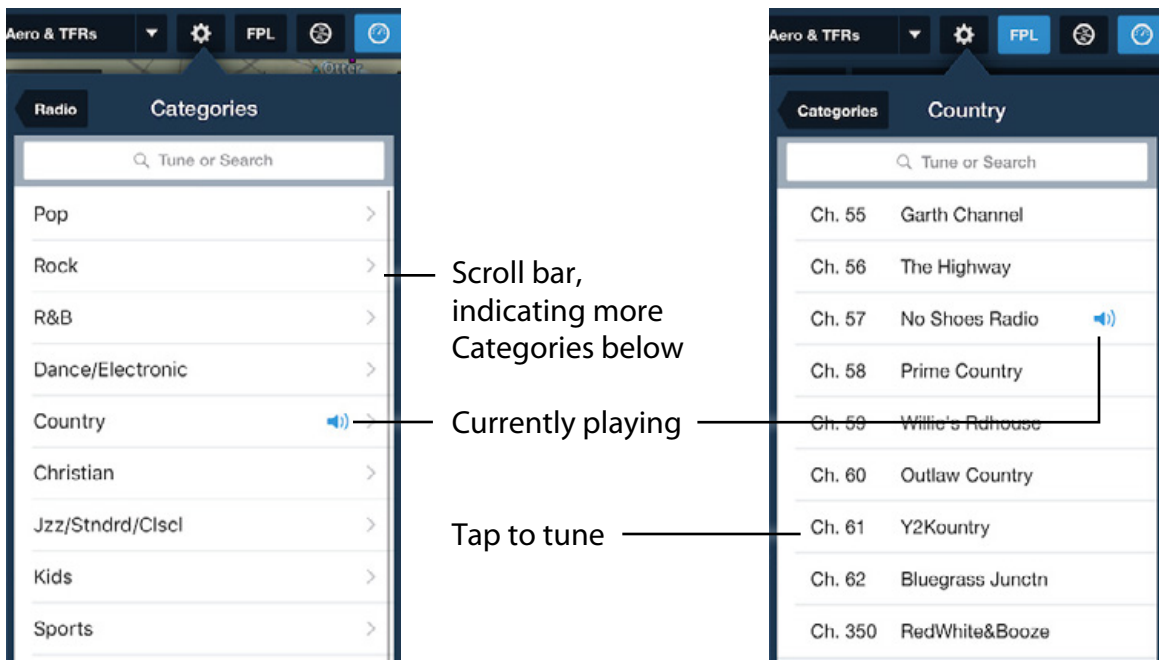 Aero & TFRs
FPL
Otter
Radio
Categories
Tune or Search
Pop
Rock
R&B
Dance/Electronic
Country
Christian
Jzz/Stndrd/Clscl
Kids
Sports
Scroll bar,
indicating more
Categories below
Currently playing
Tap to tune
Aero & TFRs
FPL
Categories
Country
Tune or Search
Ch. 55 Garth Channel
Ch. 56 The Highway
Ch. 57 No Shoes Radio
Ch. 58 Prime Country
Ch. 59 Willie's Rdhouse
Ch. 60 Outlaw Country
Ch. 61 Y2Kountry
Ch. 62 Bluegrass Junctn
Ch. 350 RedWhite&Booze